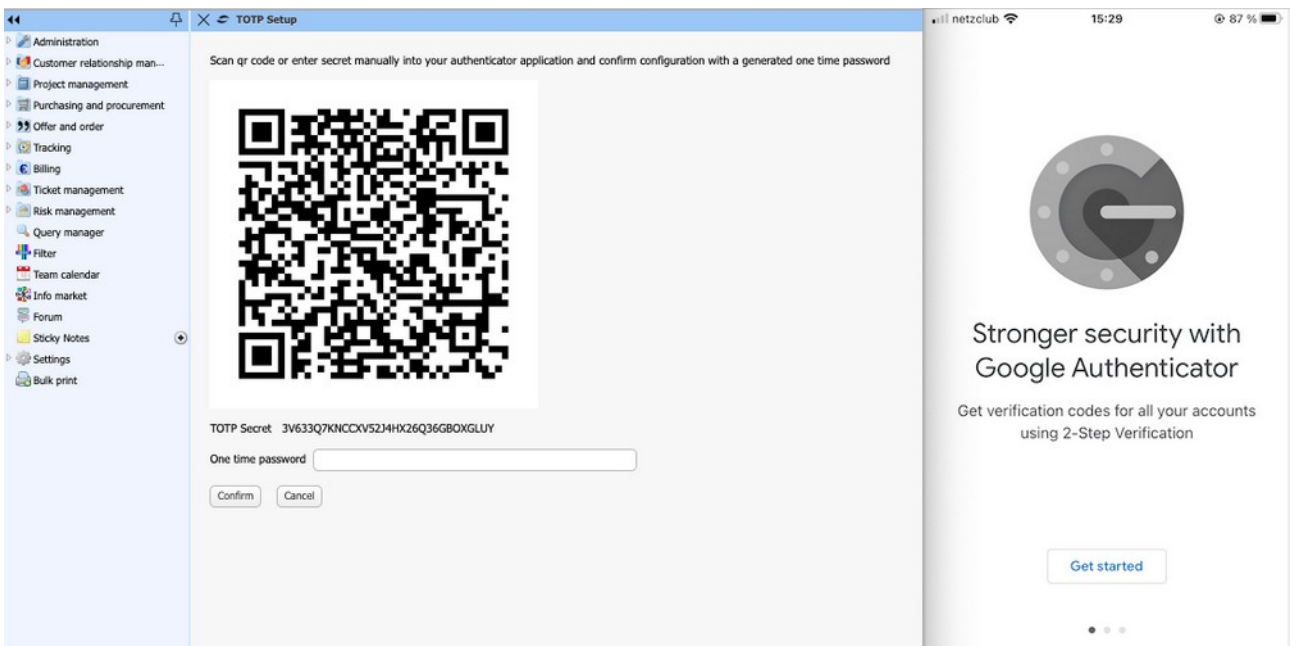 TOTP Setup
Administration
Customer relationship man...
Project management
Purchasing and procurement
Offer and order
Tracking
Billing
Ticket management
Risk management
Query manager
Filter
Team calendar
Info market
Forum
Sticky Notes
Settings
Bulk print
Scan qr code or enter secret manually into your authenticator application and confirm configuration with a generated one time password
TOTP Secret 3V633Q7KNCCXV52J4HX26Q36GBOXGLUY
One time password
Confirm Cancel
netzclub 15:29 87 %
Stronger security with
Google Authenticator
Get verification codes for all your accounts
using 2-Step Verification
Get started